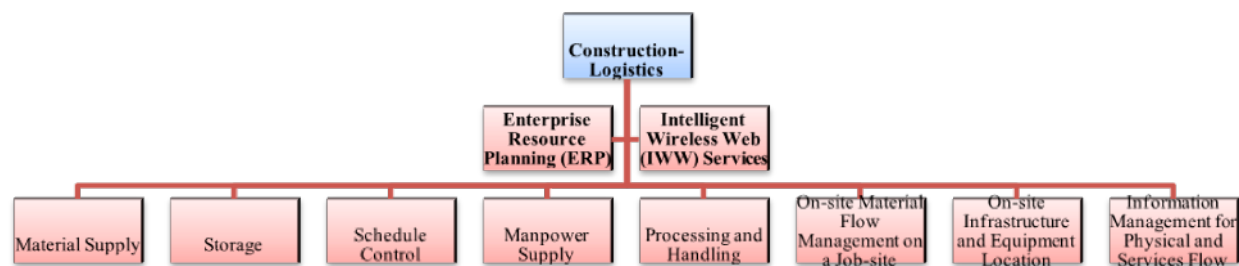 Construction-
Logistics
Enterprise
Resource
Planning (ERP)
Intelligent
Wireless Web
(IWW) Services
Material Supply
Storage
Schedule
Control
Manpower
Supply
Processing and
Handling
On-site Material
Flow
Management on
a Job-site
On-site
Infrastructure
and Equipment
Location
Information
Management for
Physical and
Services Flow